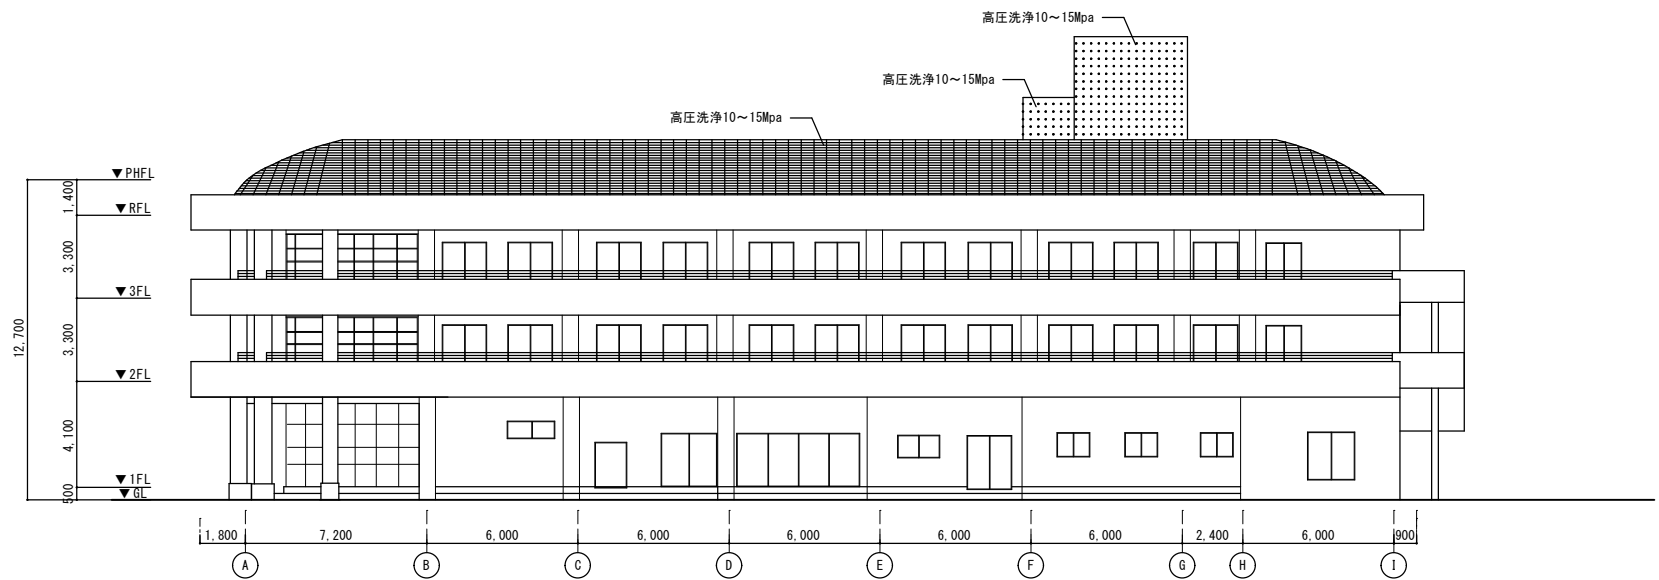 高圧洗浄10～15Mpa
高圧洗浄10～15Mpa
高圧洗浄10～15Mpa
▼PHFL
1,400
▼RFL
3,300
▼3FL
12,700
3,300
▼2FL
4,100
▼1FL
500
▼GL
1,800 7,200 6,000 6,000 6,000 6,000 6,000 2,400 6,000 900
A B C D E F G H I